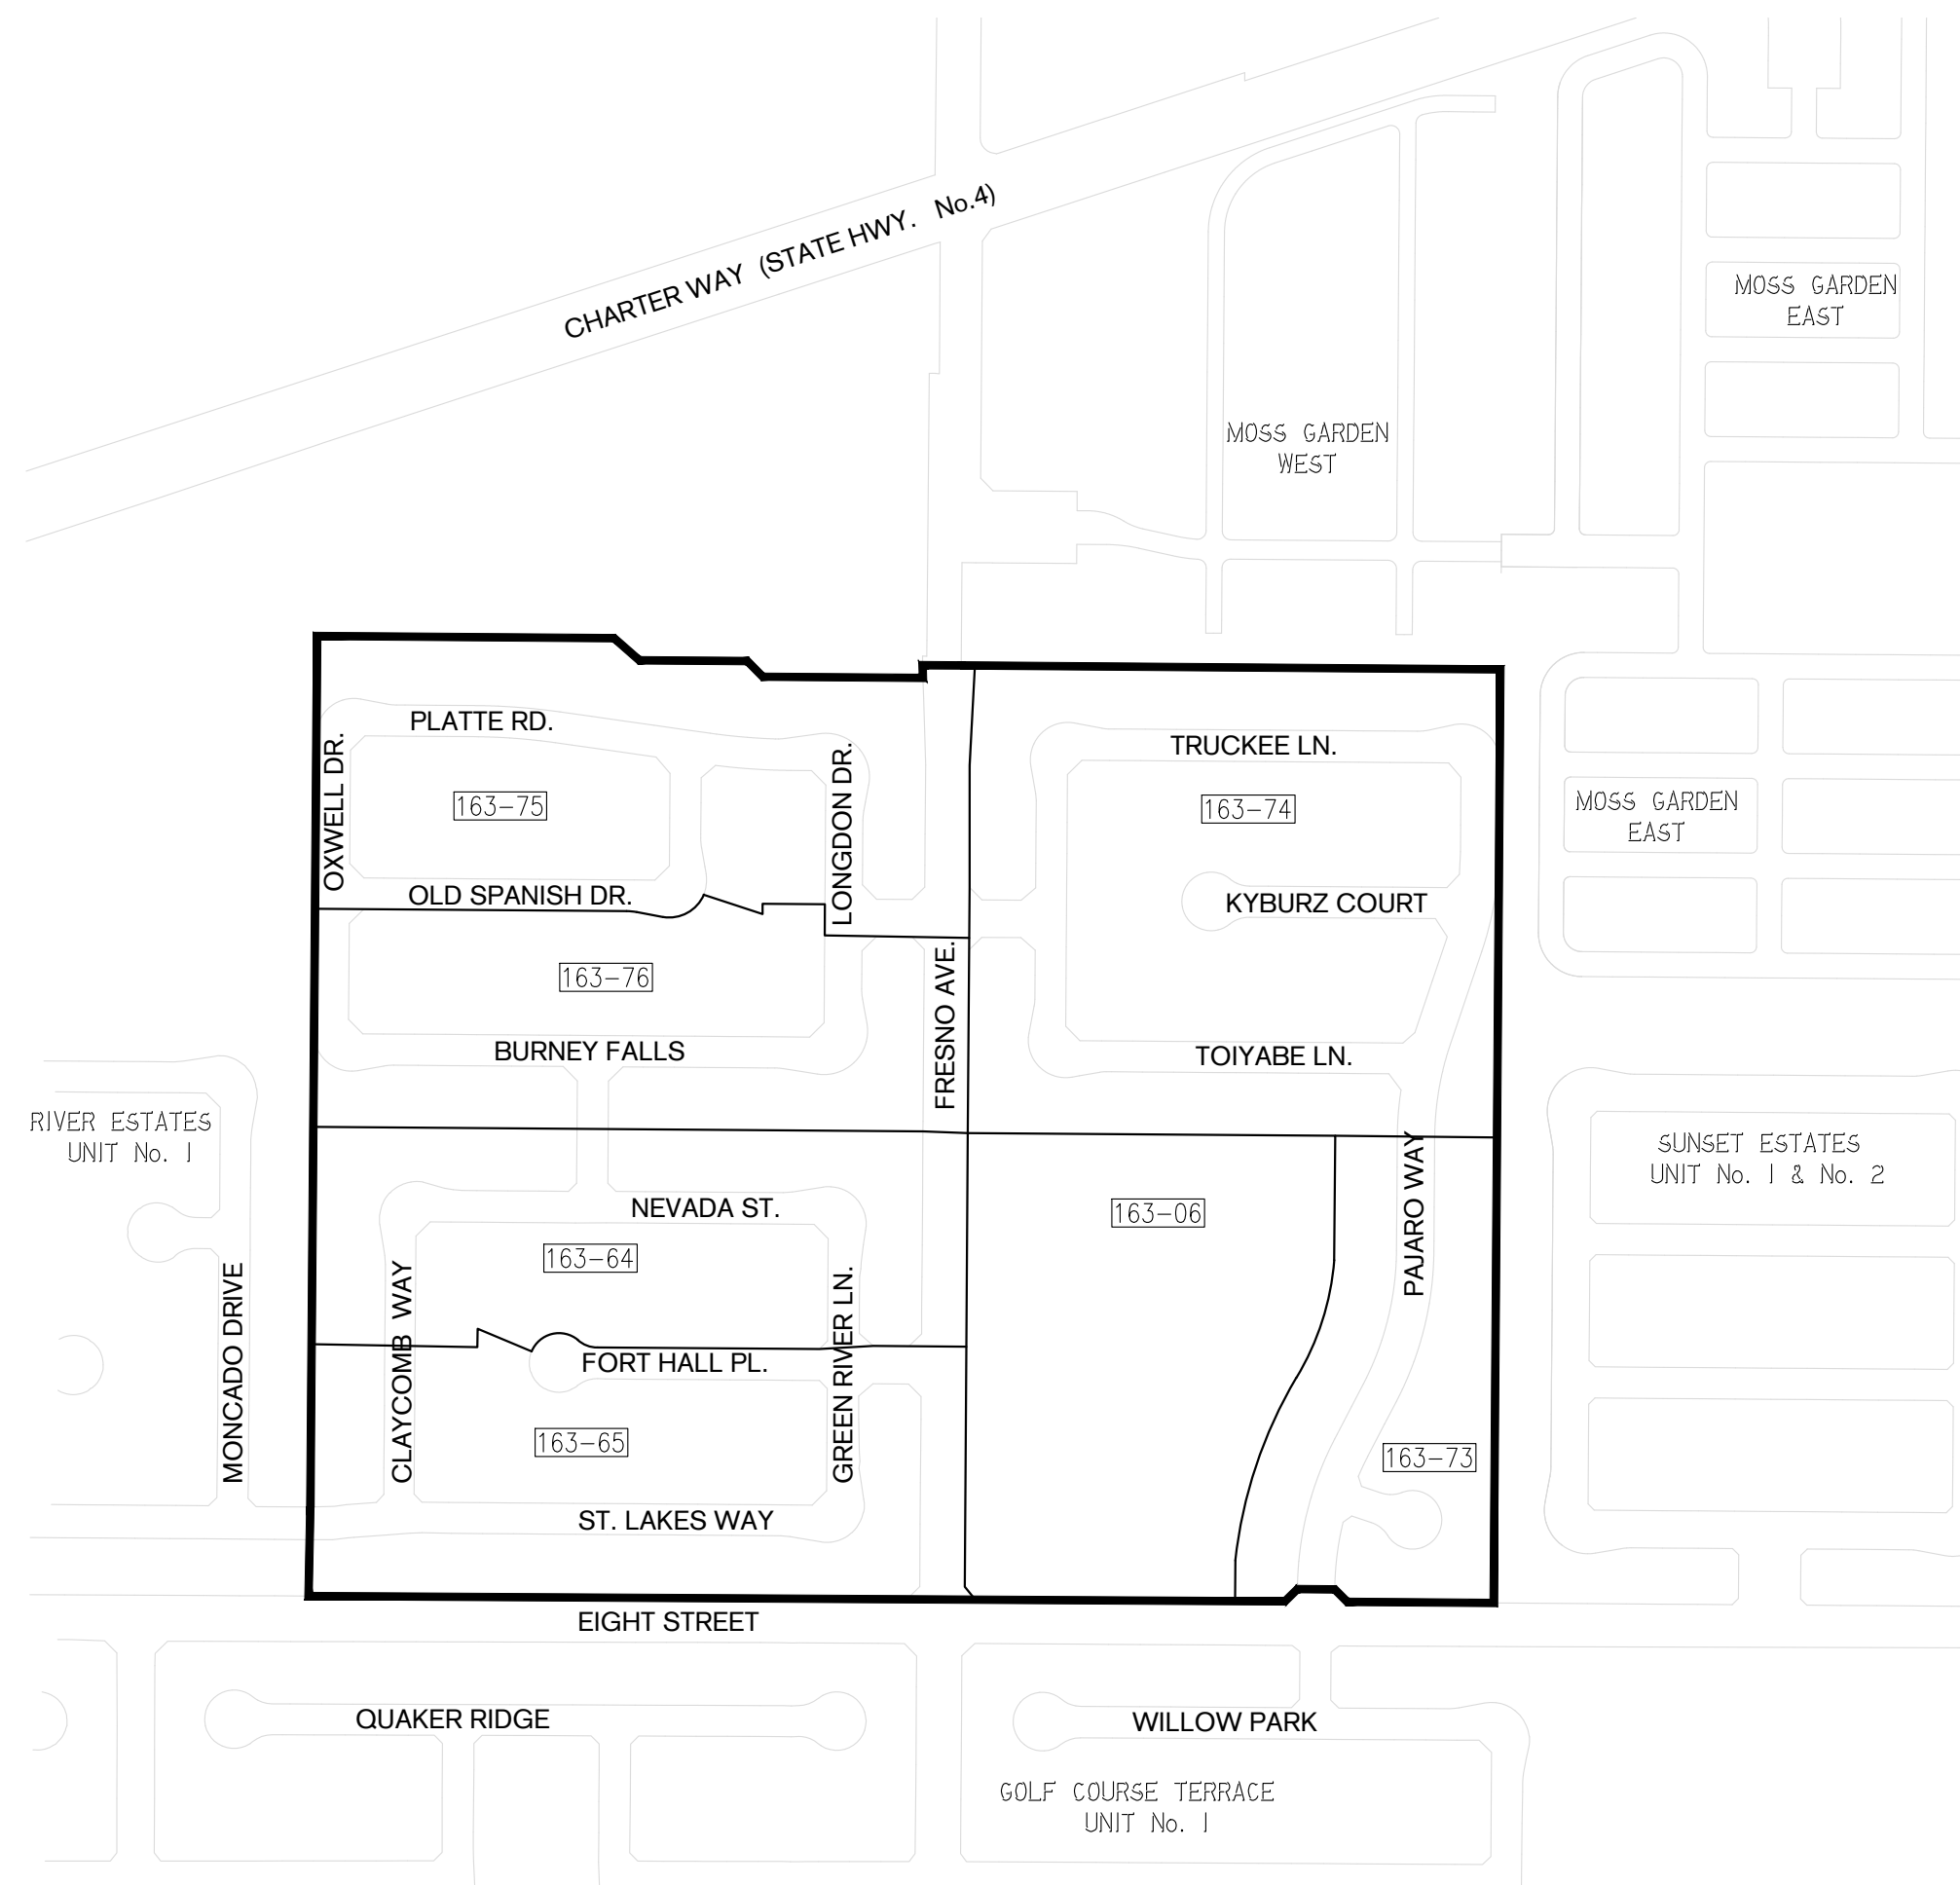 CHARTER WAY (STATE HWY. No.4)
MOSS GARDEN
EAST
MOSS GARDEN
WEST
PLATTE RD.
OXWELL DR.
LONGDON DR.
163-75
TRUCKEE LN.
163-74
MOSS GARDEN
EAST
OLD SPANISH DR.
KYBURZ COURT
163-76
FRESNO AVE.
BURNEY FALLS
TOIYABE LN.
RIVER ESTATES
UNIT No. 1
SUNSET ESTATES
UNIT No. 1 & No. 2
NEVADA ST.
163-06
PAJARO WAY
163-64
MONCADO DRIVE
CLAYCOMB WAY
GREEN RIVER LN.
FORT HALL PL.
163-65
163-73
ST. LAKES WAY
EIGHT STREET
QUAKER RIDGE
WILLOW PARK
GOLF COURSE TERRACE
UNIT No. 1